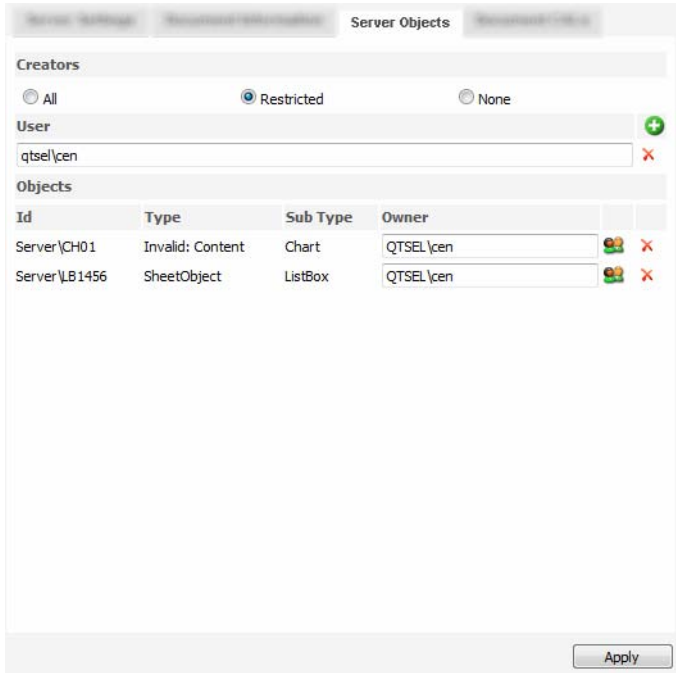 Server Objects
Creators
All Restricted None
User
qtsel\cen
Objects
Id Type Sub Type Owner
Server\CH01 Invalid: Content Chart QTSEL\cen
Server\LB1456 SheetObject ListBox QTSEL\cen
Apply